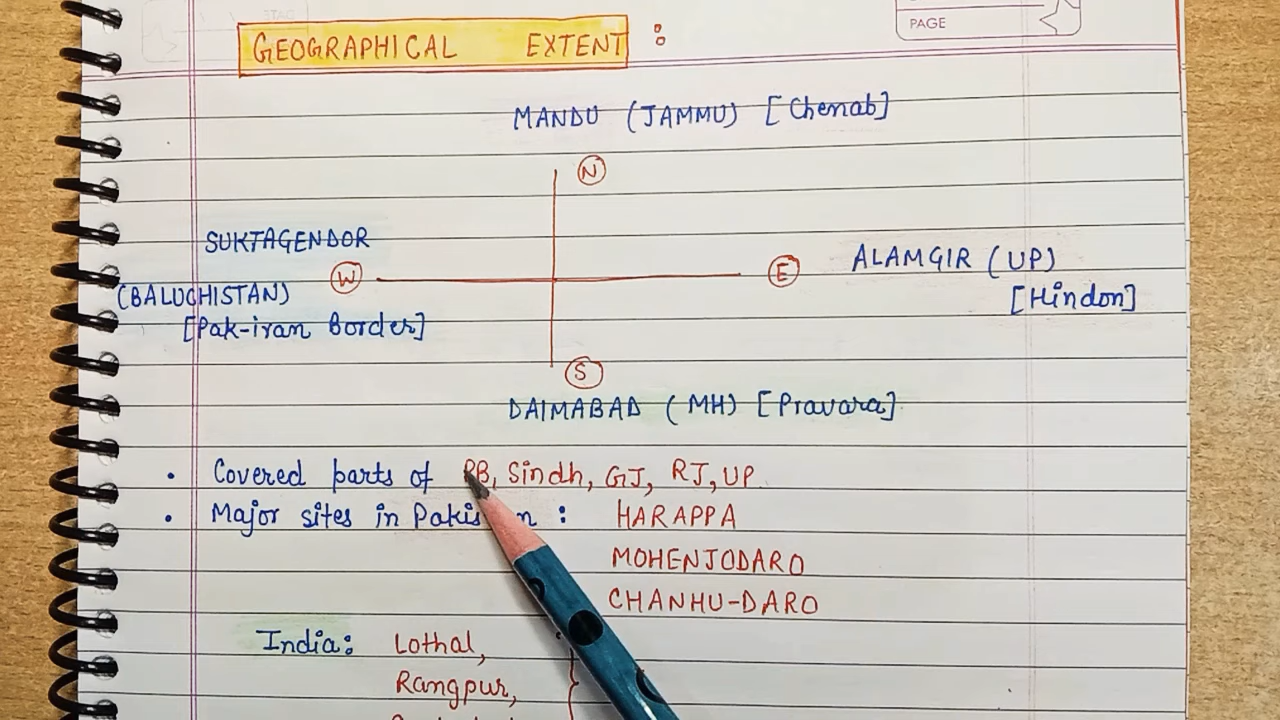 PAGE
GEOGRAPHICAL EXTENT :
MANDU (JAMMU) [Chenab]
N
SUKTAGENDOR
W
E
ALAMGIR (UP)
(BALUCHISTAN)
[Hindon]
[Pak-iran Border]
S
DAIMABAD (MH) [Pravara]
• Covered parts of PB, Sindh, GJ, RJ, UP
• Major sites in Pakis n : HARAPPA
MOHENJODARO
CHANHU-DARO
India: Lothal,
Rangpur,